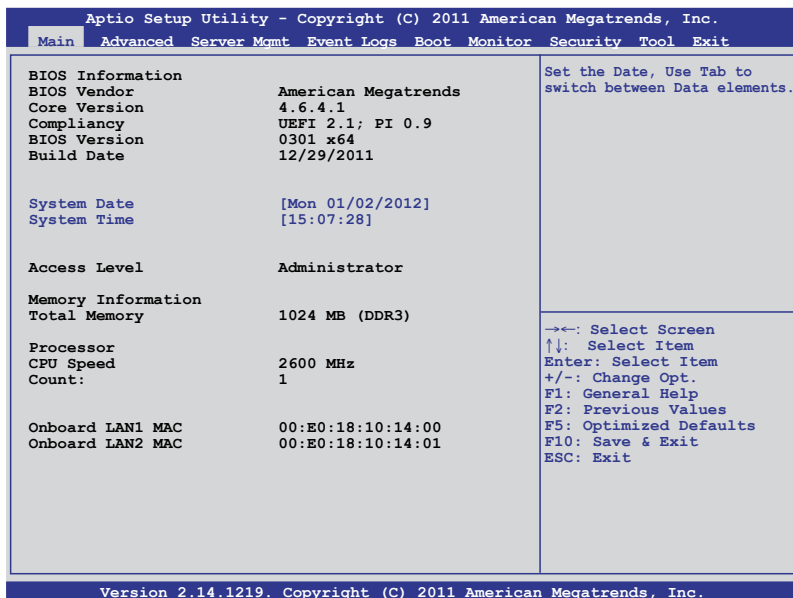 Aptio Setup Utility - Copyright (C) 2011 American Megatrends, Inc.
Main Advanced Server Mgmt Event Logs Boot Monitor Security Tool Exit
BIOS Information
BIOS Vendor American Megatrends
Core Version 4.6.4.1
Compliancy UEFI 2.1; PI 0.9
BIOS Version 0301 x64
Build Date 12/29/2011
System Date [Mon 01/02/2012]
System Time [15:07:28]
Access Level Administrator
Memory Information
Total Memory 1024 MB (DDR3)
Processor
CPU Speed 2600 MHz
Count: 1
Onboard LAN1 MAC 00:E0:18:10:14:00
Onboard LAN2 MAC 00:E0:18:10:14:01
Set the Date, Use Tab to
switch between Data elements.
→←: Select Screen
↑↓: Select Item
Enter: Select Item
+/-: Change Opt.
F1: General Help
F2: Previous Values
F5: Optimized Defaults
F10: Save & Exit
ESC: Exit
Version 2.14.1219. Copyright (C) 2011 American Megatrends, Inc.